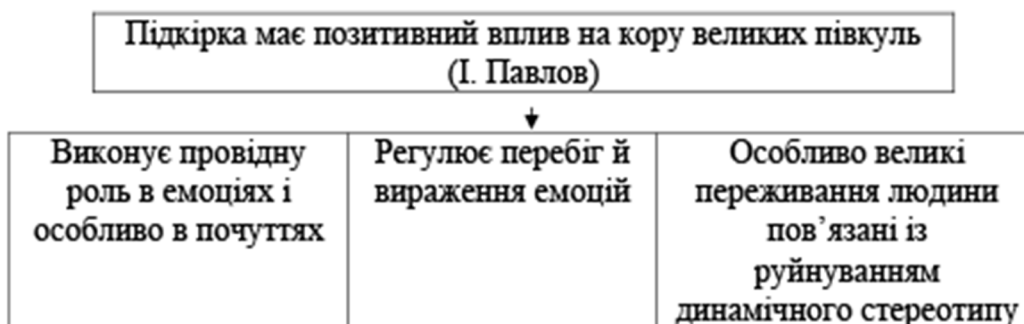 Підкірка має позитивний вплив на кору великих півкуль
(І. Павлов)
Виконує провідну
роль в емоціях і
особливо в почуттях
Регулює перебіг й
вираження емоцій
Особливо великі
переживання людини
пов’язані із
руйнуванням
динамічного стереотипу